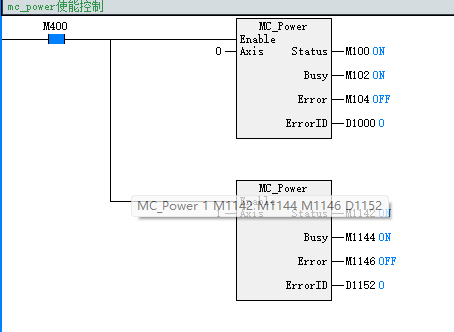 mc_power使能控制
M400
MC_Power
Enable
0 Axis Status M100 ON
Busy M102 ON
Error M104 OFF
ErrorID D1000 0
MC_Power
Enable
MC_Power 1 M1142 M1144 M1146 D1152
1 Axis Status M1142 ON
Busy M1144 ON
Error M1146 OFF
ErrorID D1152 0